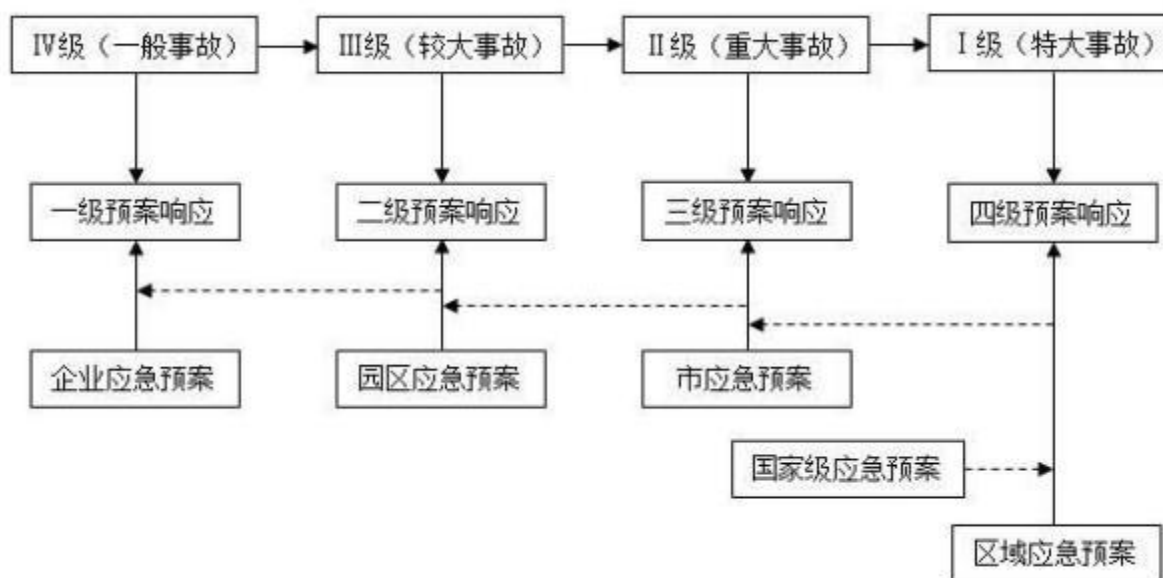 Ⅳ级（一般事故）
Ⅲ级（较大事故）
Ⅱ级（重大事故）
Ⅰ级（特大事故）
一级预案响应
二级预案响应
三级预案响应
四级预案响应
企业应急预案
园区应急预案
市应急预案
国家级应急预案
区域应急预案